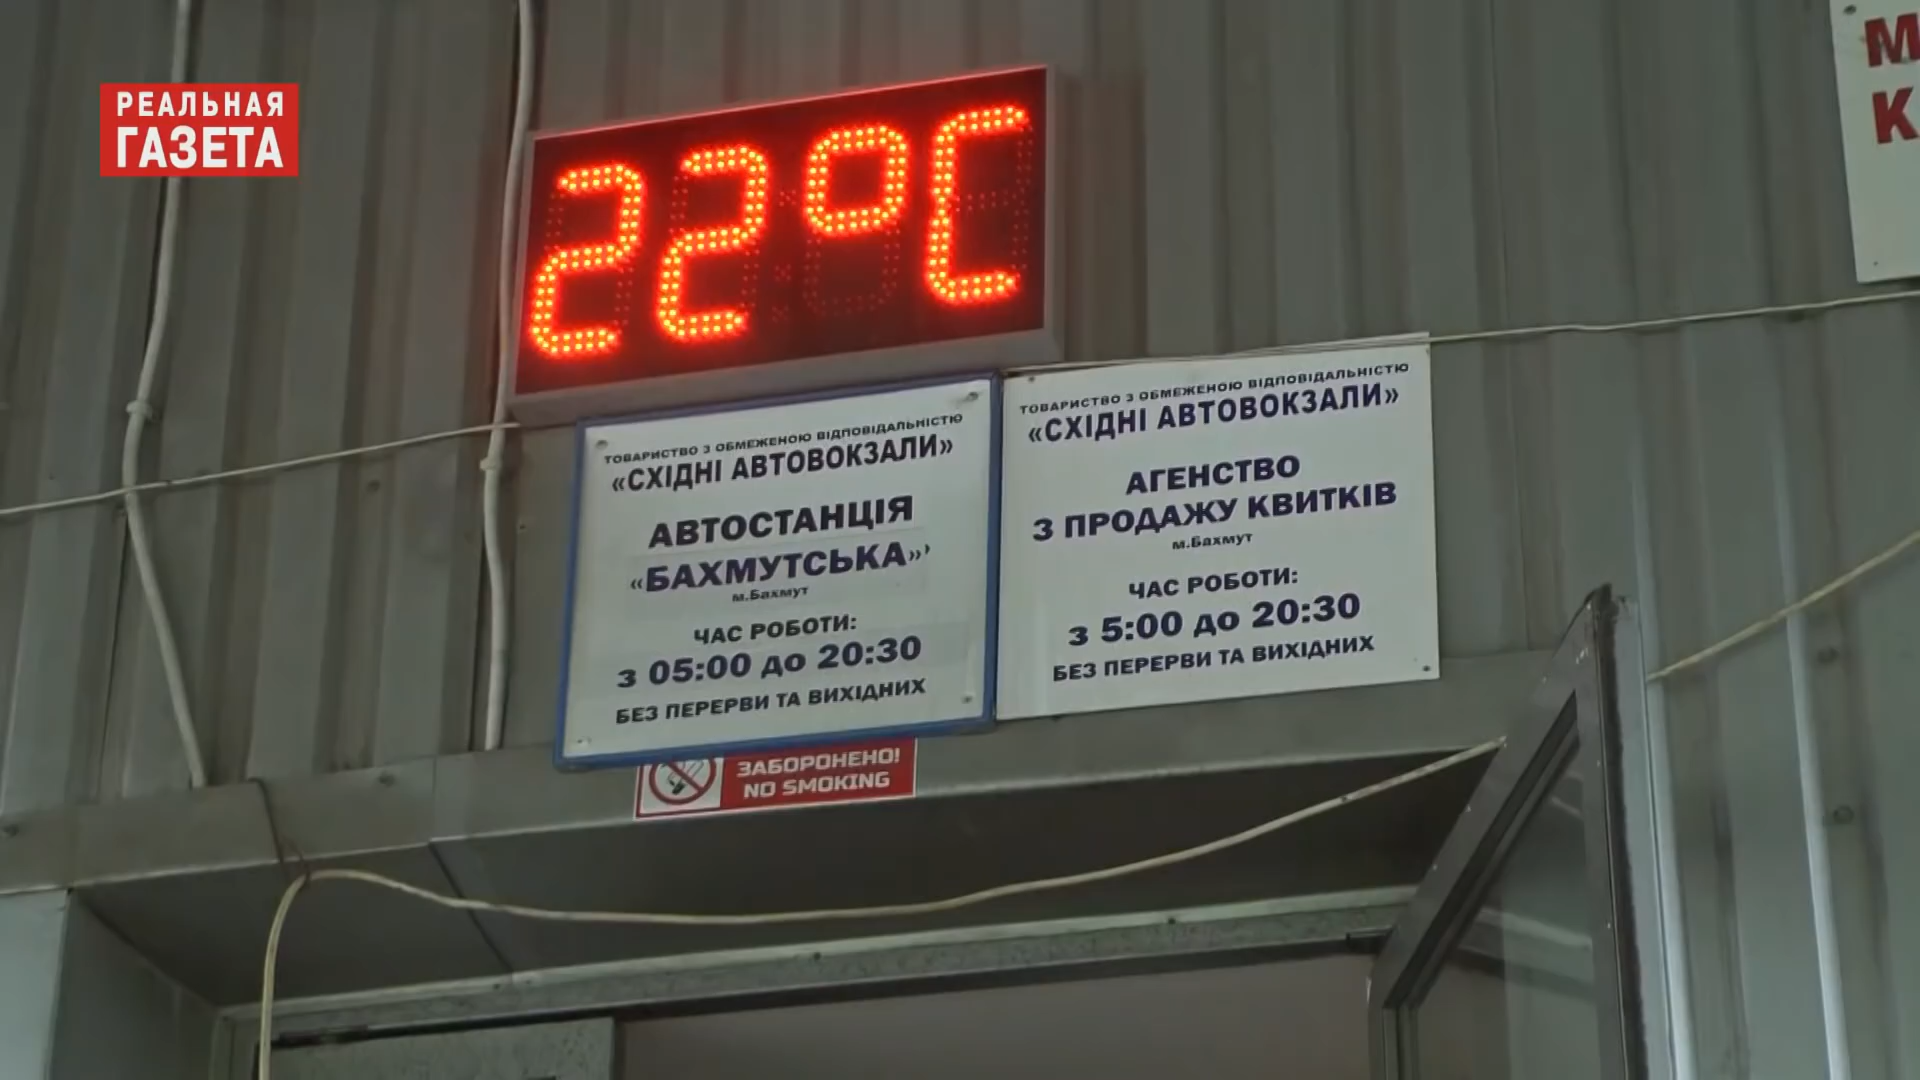 РЕАЛЬНАЯ
ГАЗЕТА
22°C
ТОВАРИСТВО З ОБМЕЖЕНОЮ ВІДПОВІДАЛЬНІСТЮ
«СХІДНІ АВТОВОКЗАЛИ»
АВТОСТАНЦІЯ
«БАХМУТСЬКА»
м.Бахмут
ЧАС РОБОТИ:
з 05:00 до 20:30
БЕЗ ПЕРЕРВИ ТА ВИХІДНИХ
ТОВАРИСТВО З ОБМЕЖЕНОЮ ВІДПОВІДАЛЬНІСТЮ
«СХІДНІ АВТОВОКЗАЛИ»
АГЕНСТВО
З ПРОДАЖУ КВИТКІВ
м.Бахмут
ЧАС РОБОТИ:
з 5:00 до 20:30
БЕЗ ПЕРЕРВИ ТА ВИХІДНИХ
ЗАБОРОНЕНО!
NO SMOKING